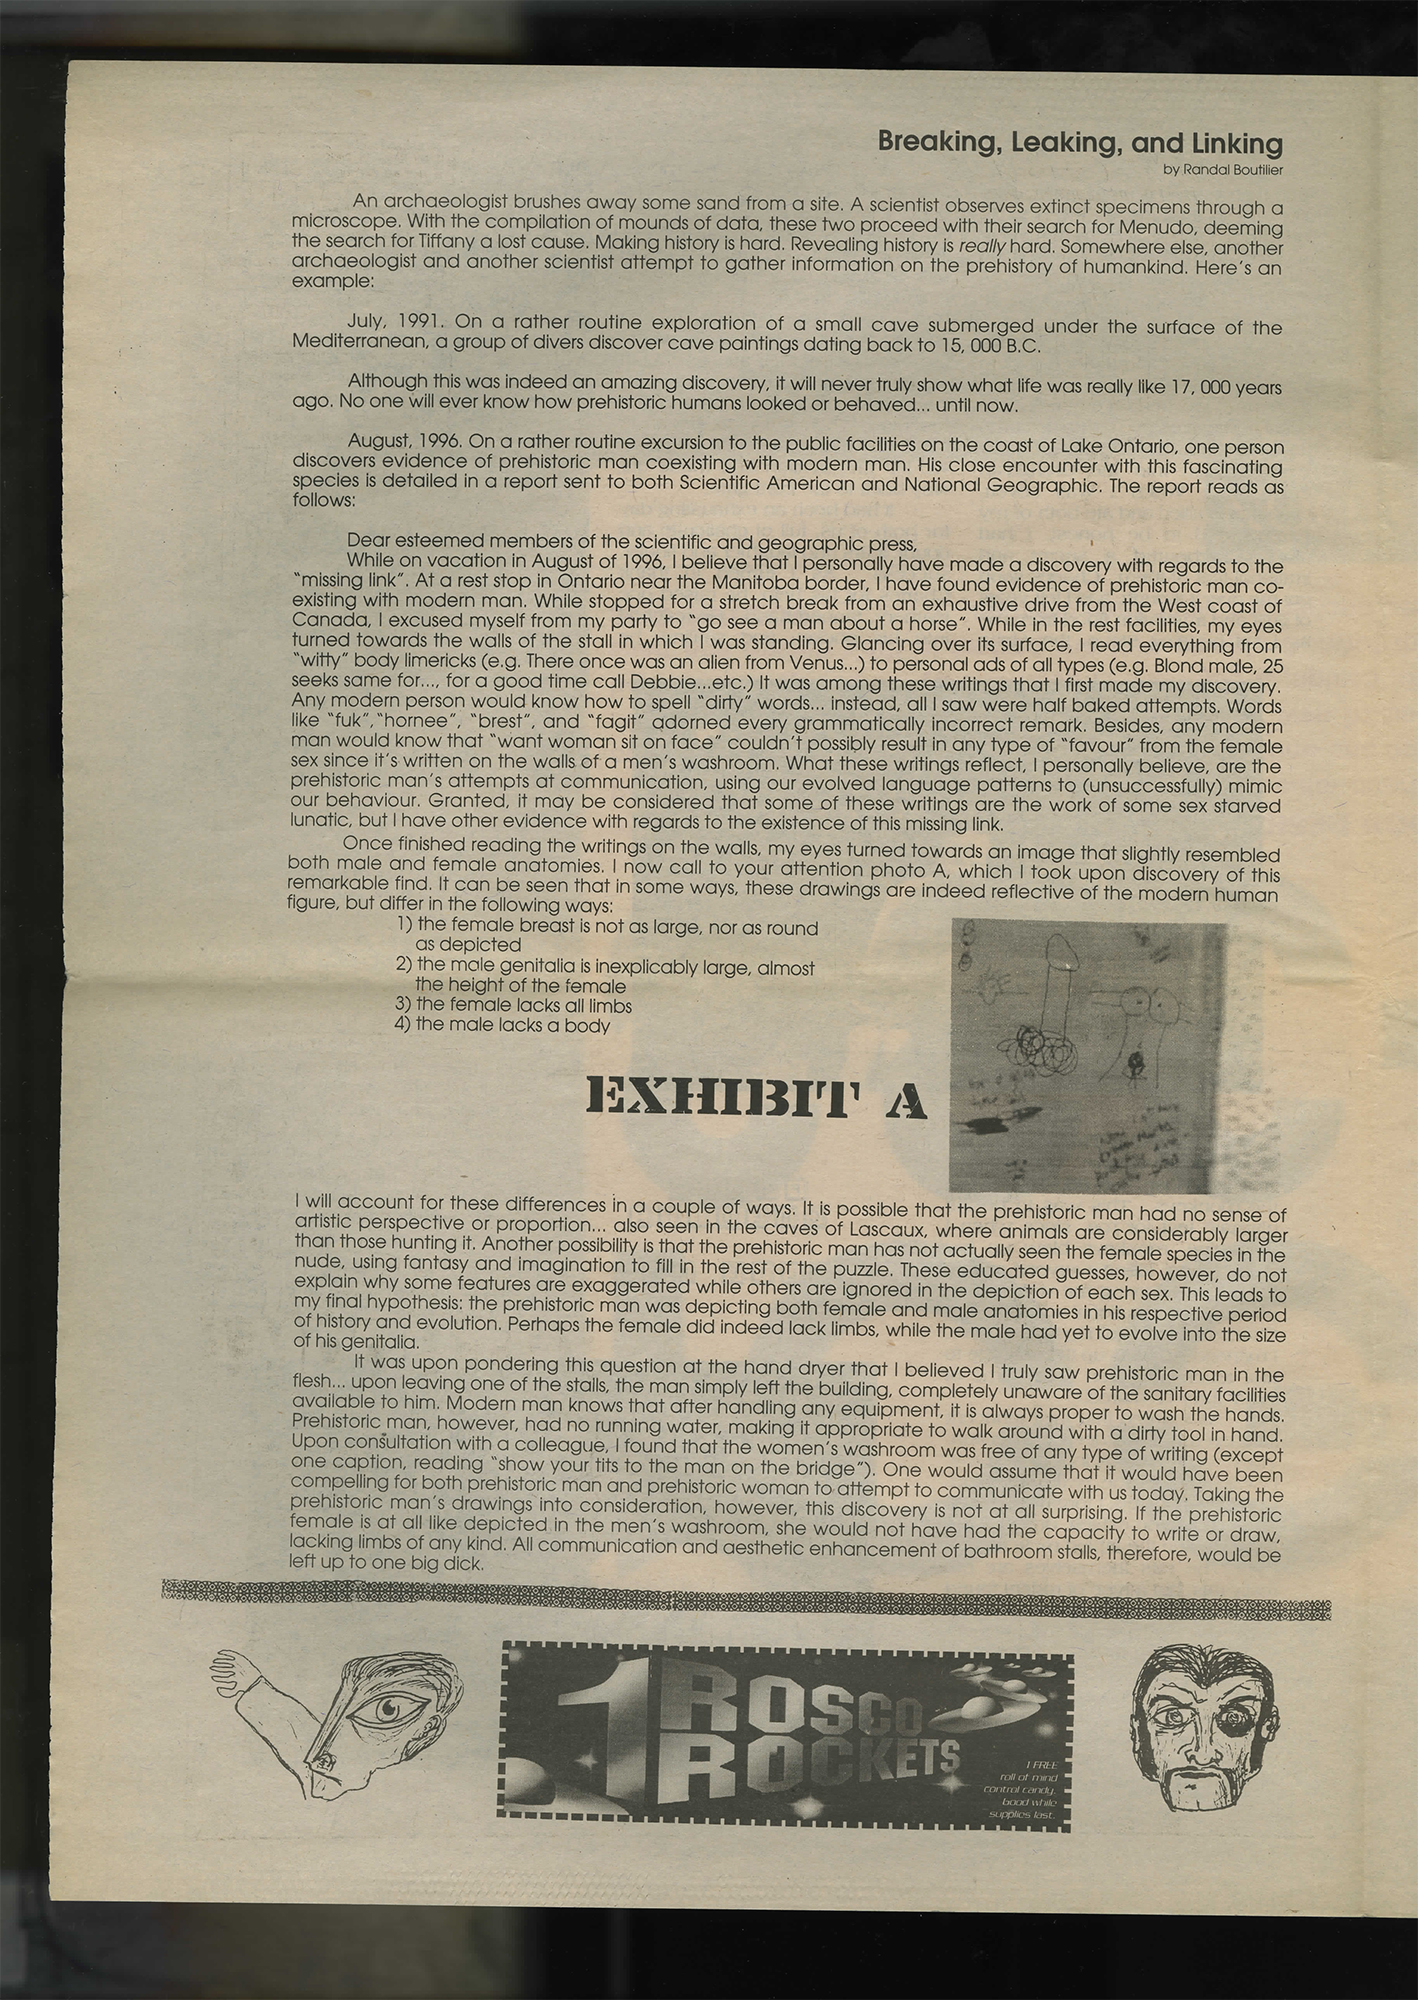 Breaking, Leaking, and Linking
by Randal Boutilier
An archaeologist brushes away some sand from a site. A scientist observes extinct specimens through a
microscope. With the compilation of mounds of data, these two proceed with their search for Menudo, deeming
the search for Tiffany a lost cause. Making history is hard. Revealing history is really hard. Somewhere else, another
archaeologist and another scientist attempt to gather information on the prehistory of humankind. Here's an
example:
July, 1991. On a rather routine exploration of a small cave submerged under the surface of the
Mediterranean, a group of divers discover cave paintings dating back to 15, 000 B.C.
Although this was indeed an amazing discovery, it will never truly show what life was really like 17, 000 years
ago. No one will ever know how prehistoric humans looked or behaved... until now.
August, 1996. On a rather routine excursion to the public facilities on the coast of Lake Ontario, one person
discovers evidence of prehistoric man coexisting with modern man. His close encounter with this fascinating
species is detailed in a report sent to both Scientific American and National Geographic. The report reads as
follows:
Dear esteemed members of the scientific and geographic press,
While on vacation in August of 1996, I believe that I personally have made a discovery with regards to the
"missing link". At a rest stop in Ontario near the Manitoba border, I have found evidence of prehistoric man co-
existing with modern man. While stopped for a stretch break from an exhaustive drive from the West coast of
Canada, I excused myself from my party to "go see a man about a horse". While in the rest facilities, my eyes
turned towards the walls of the stall in which I was standing. Glancing over its surface, I read everything from
"witty" body limericks (e.g. There once was an alien from Venus...) to personal ads of all types (e.g. Blond male, 25
seeks same for..., for a good time call Debbie...etc.) It was among these writings that I first made my discovery.
Any modern person would know how to spell "dirty" words... instead, all I saw were half baked attempts. Words
like "fuk", "hornee", "brest", and "fagit" adorned every grammatically incorrect remark. Besides, any modern
man would know that "want woman sit on face" couldn't possibly result in any type of "favour" from the female
sex since it's written on the walls of a men's washroom. What these writings reflect, I personally believe, are the
prehistoric man's attempts at communication, using our evolved language patterns to (unsuccessfully) mimic
our behaviour. Granted, it may be considered that some of these writings are the work of some sex starved
lunatic, but I have other evidence with regards to the existence of this missing link.
Once finished reading the writings on the walls, my eyes turned towards an image that slightly resembled
both male and female anatomies. I now call to your attention photo A, which I took upon discovery of this
remarkable find. It can be seen that in some ways, these drawings are indeed reflective of the modern human
figure, but differ in the following ways:
1) the female breast is not as large, nor as round
as depicted
2) the male genitalia is inexplicably large, almost
the height of the female
3) the female lacks all limbs
4) the male lacks a body
EXHIBIT A
I will account for these differences in a couple of ways. It is possible that the prehistoric man had no sense of
artistic perspective or proportion... also seen in the caves of Lascaux, where animals are considerably larger
than those hunting it. Another possibility is that the prehistoric man has not actually seen the female species in the
nude, using fantasy and imagination to fill in the rest of the puzzle. These educated guesses, however, do not
explain why some features are exaggerated while others are ignored in the depiction of each sex. This leads to
my final hypothesis: the prehistoric man was depicting both female and male anatomies in his respective period
of history and evolution. Perhaps the female did indeed lack limbs, while the male had yet to evolve into the size
of his genitalia.
It was upon pondering this question at the hand dryer that I believed I truly saw prehistoric man in the
flesh... upon leaving one of the stalls, the man simply left the building, completely unaware of the sanitary facilities
available to him. Modern man knows that after handling any equipment, it is always proper to wash the hands.
Prehistoric man, however, had no running water, making it appropriate to walk around with a dirty tool in hand.
Upon consultation with a colleague, I found that the women's washroom was free of any type of writing (except
one caption, reading "show your tits to the man on the bridge"). One would assume that it would have been
compelling for both prehistoric man and prehistoric woman to attempt to communicate with us today. Taking the
prehistoric man's drawings into consideration, however, this discovery is not at all surprising. If the prehistoric
female is at all like depicted in the men's washroom, she would not have had the capacity to write or draw,
lacking limbs of any kind. All communication and aesthetic enhancement of bathroom stalls, therefore, would be
left up to one big dick.
1 ROSCO
ROCKETS
1 FREE
roll of mind
control candy.
bood while
supplies last.